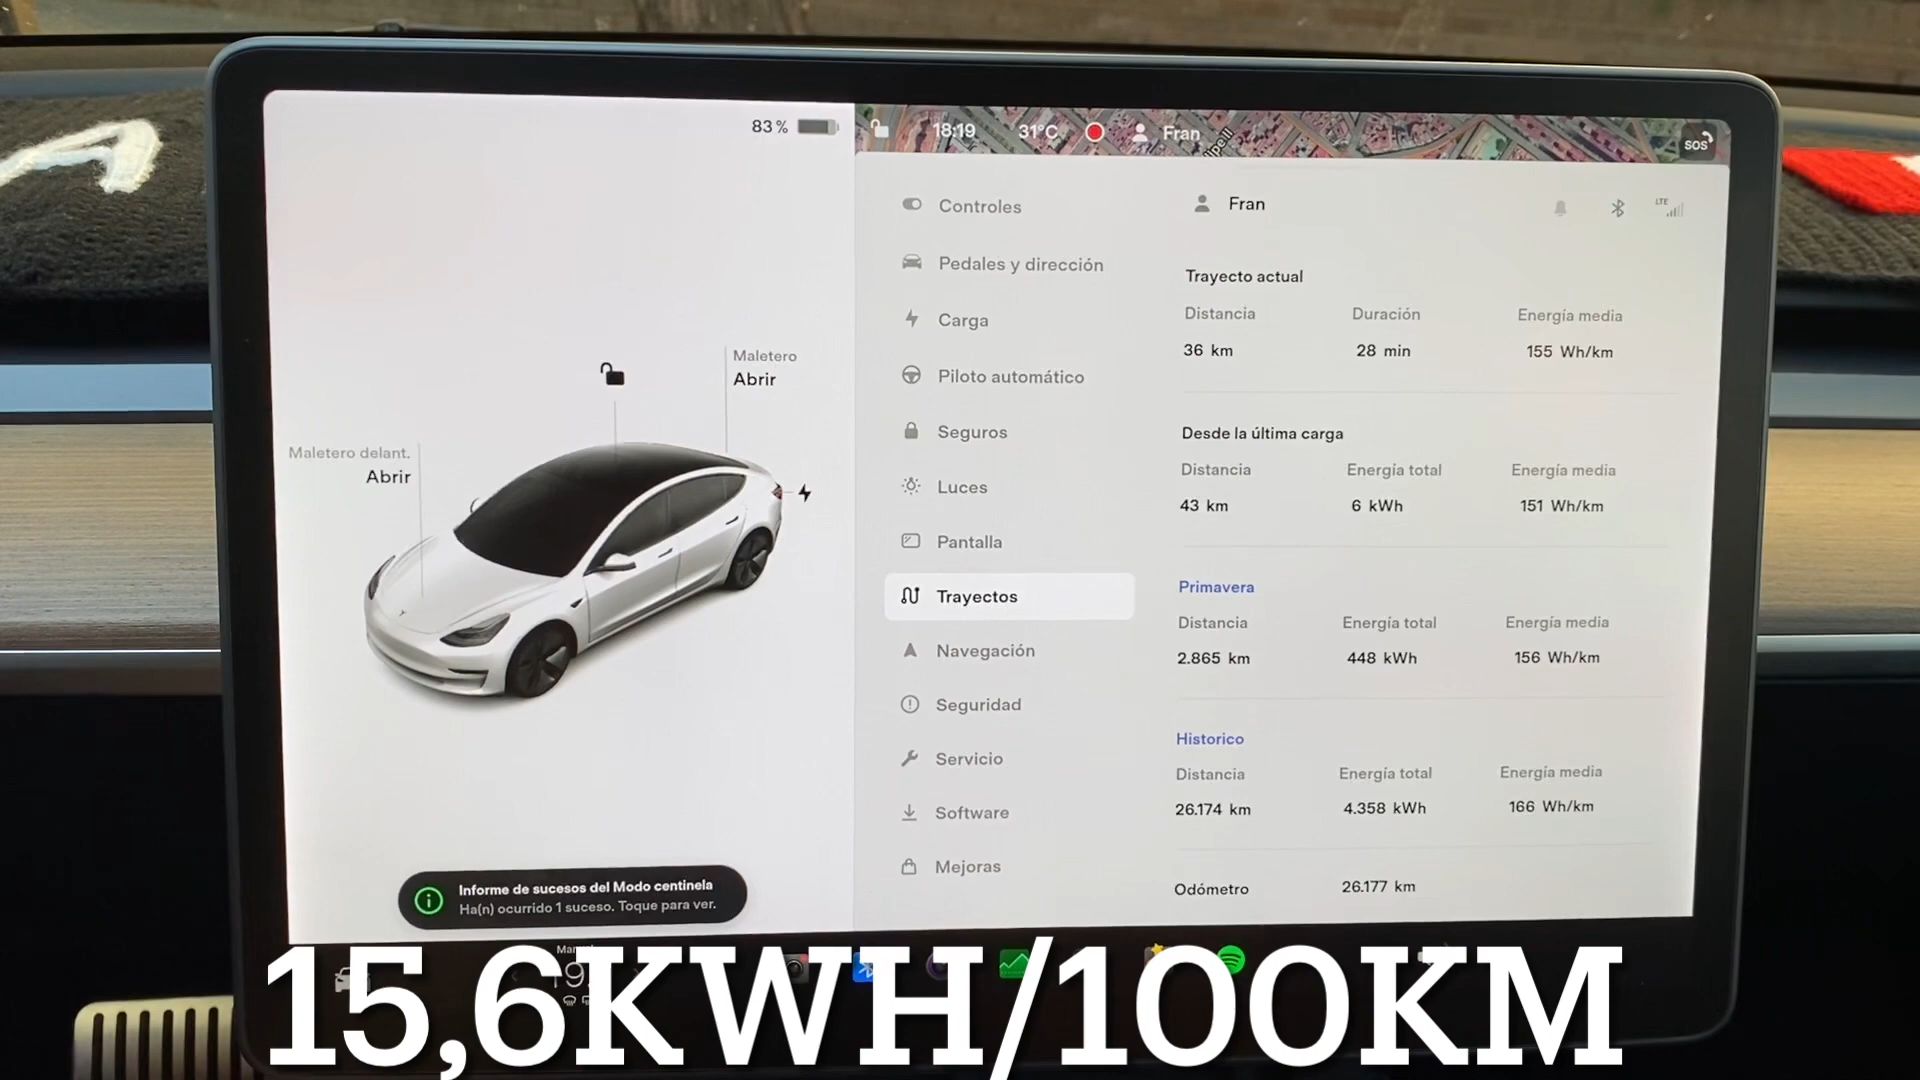 83 %
18:19 31°C Fran
SOS
Maletero
Abrir
Maletero delant.
Abrir
Informe de sucesos del Modo centinela
Ha(n) ocurrido 1 suceso. Toque para ver.
Controles
Pedales y dirección
Carga
Piloto automático
Seguros
Luces
Pantalla
Trayectos
Navegación
Seguridad
Servicio
Software
Mejoras
Fran
LTE
Trayecto actual
Distancia Duración Energía media
36 km 28 min 155 Wh/km
Desde la última carga
Distancia Energía total Energía media
43 km 6 kWh 151 Wh/km
Primavera
Distancia Energía total Energía media
2.865 km 448 kWh 156 Wh/km
Historico
Distancia Energía total Energía media
26.174 km 4.358 kWh 166 Wh/km
Odómetro 26.177 km
15,6KWH/100KM